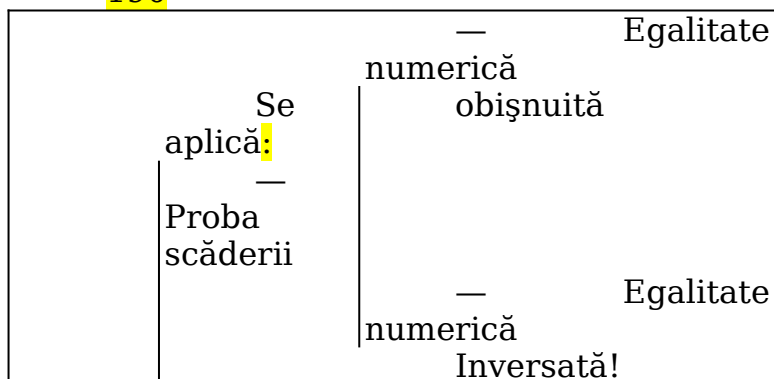 — Egalitate
numerică
Se obişnuită
aplică:
—
Proba
scăderii
— Egalitate
numerică
Inversată!